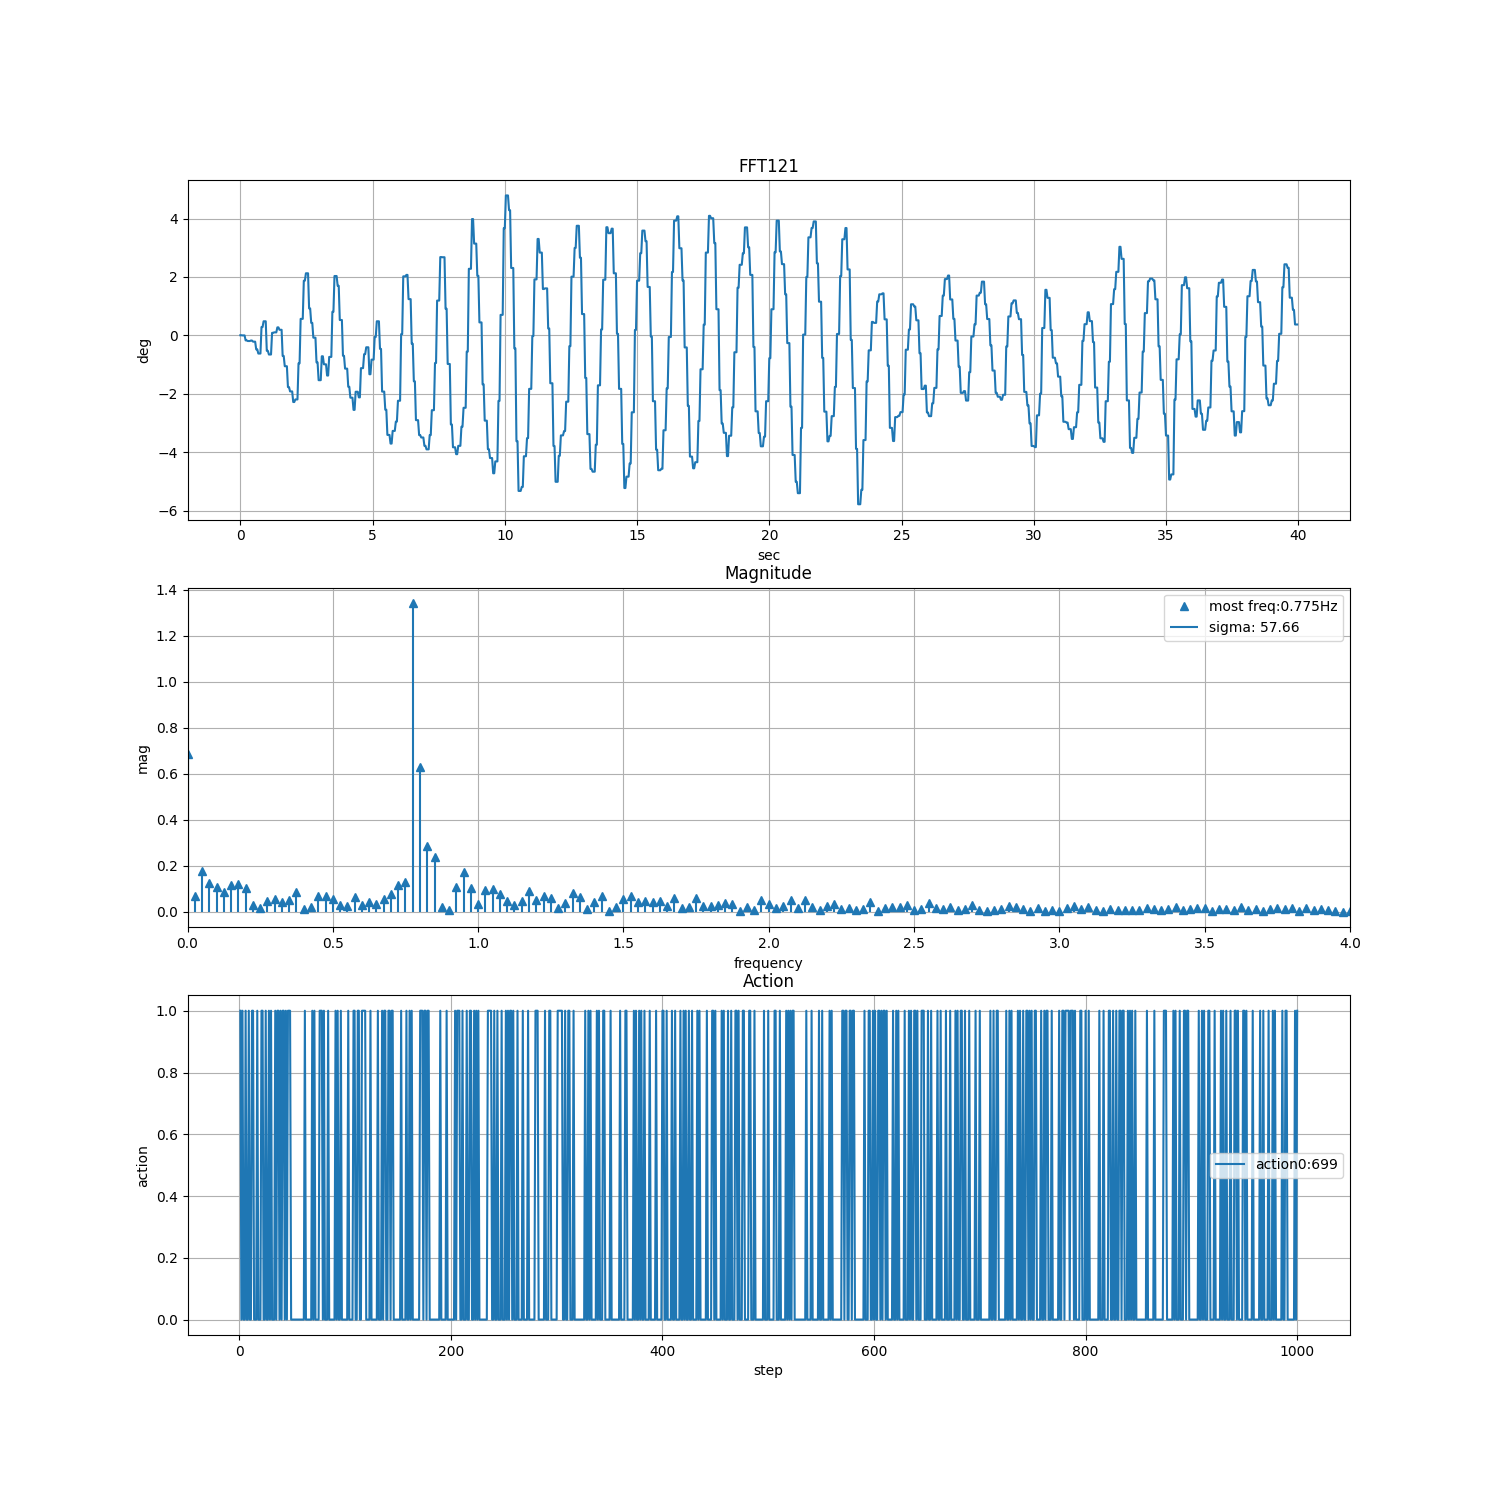 FFT121
4
2
0
−2
−4
−6
deg
0 5 10 15 20 25 30 35 40
sec
Magnitude
1.4
1.2
1.0
0.8
0.6
0.4
0.2
0.0
mag
most freq:0.775Hz
sigma: 57.66
0.0 0.5 1.0 1.5 2.0 2.5 3.0 3.5 4.0
frequency
Action
1.0
0.8
0.6
0.4
0.2
0.0
action
action0:699
0 200 400 600 800 1000
step